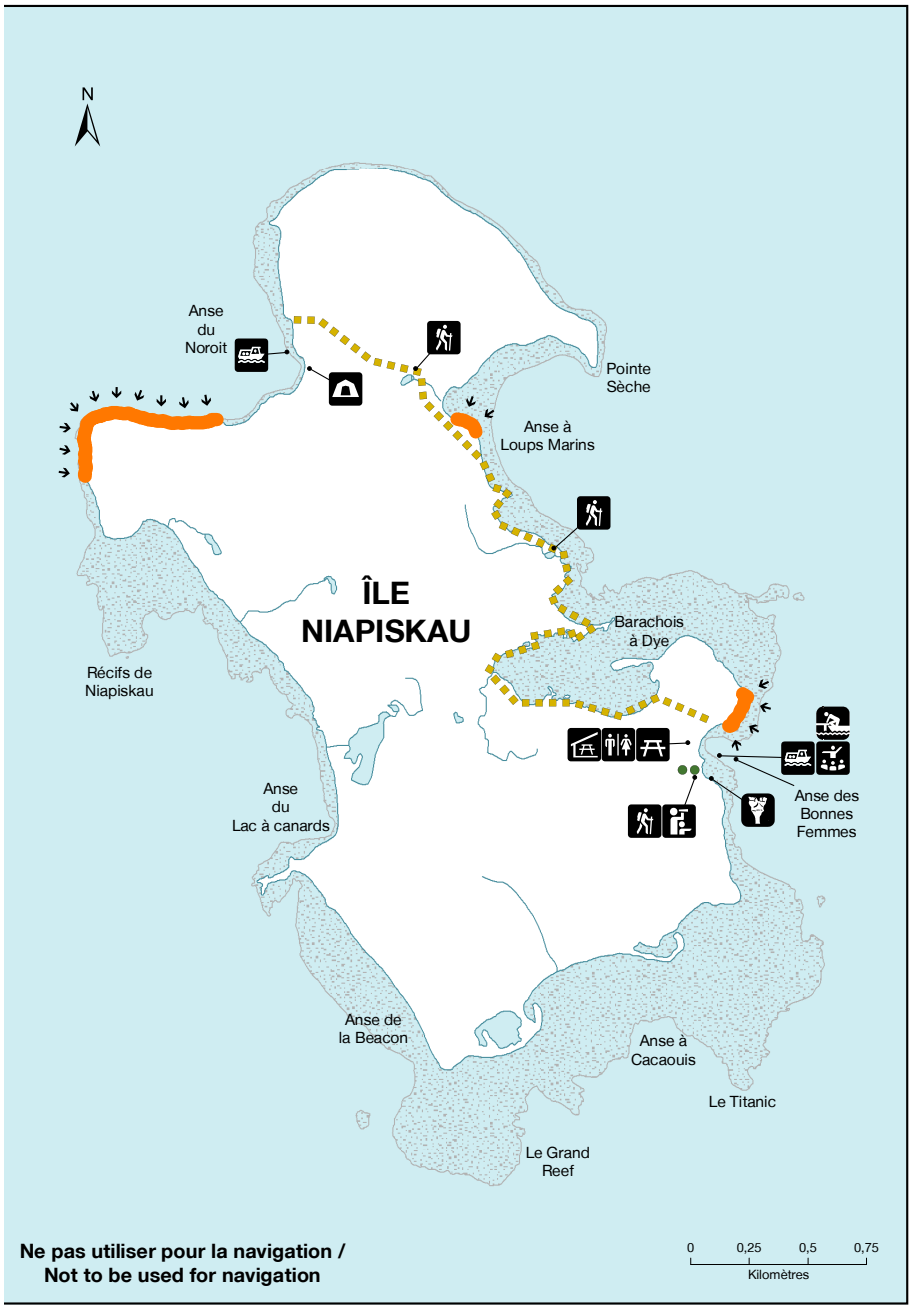 N
Anse
du
Noroit
Pointe
Sèche
Anse à
Loups Marins
ÎLE
NIAPISKAU
Barachois
à Dye
Récifs de
Niapiskau
Anse
du
Lac à canards
Anse des
Bonnes
Femmes
Anse de
la Beacon
Anse à
Cacaouis
Le Titanic
Le Grand
Reef
Ne pas utiliser pour la navigation /
Not to be used for navigation
0 0,25 0,5 0,75
Kilomètres